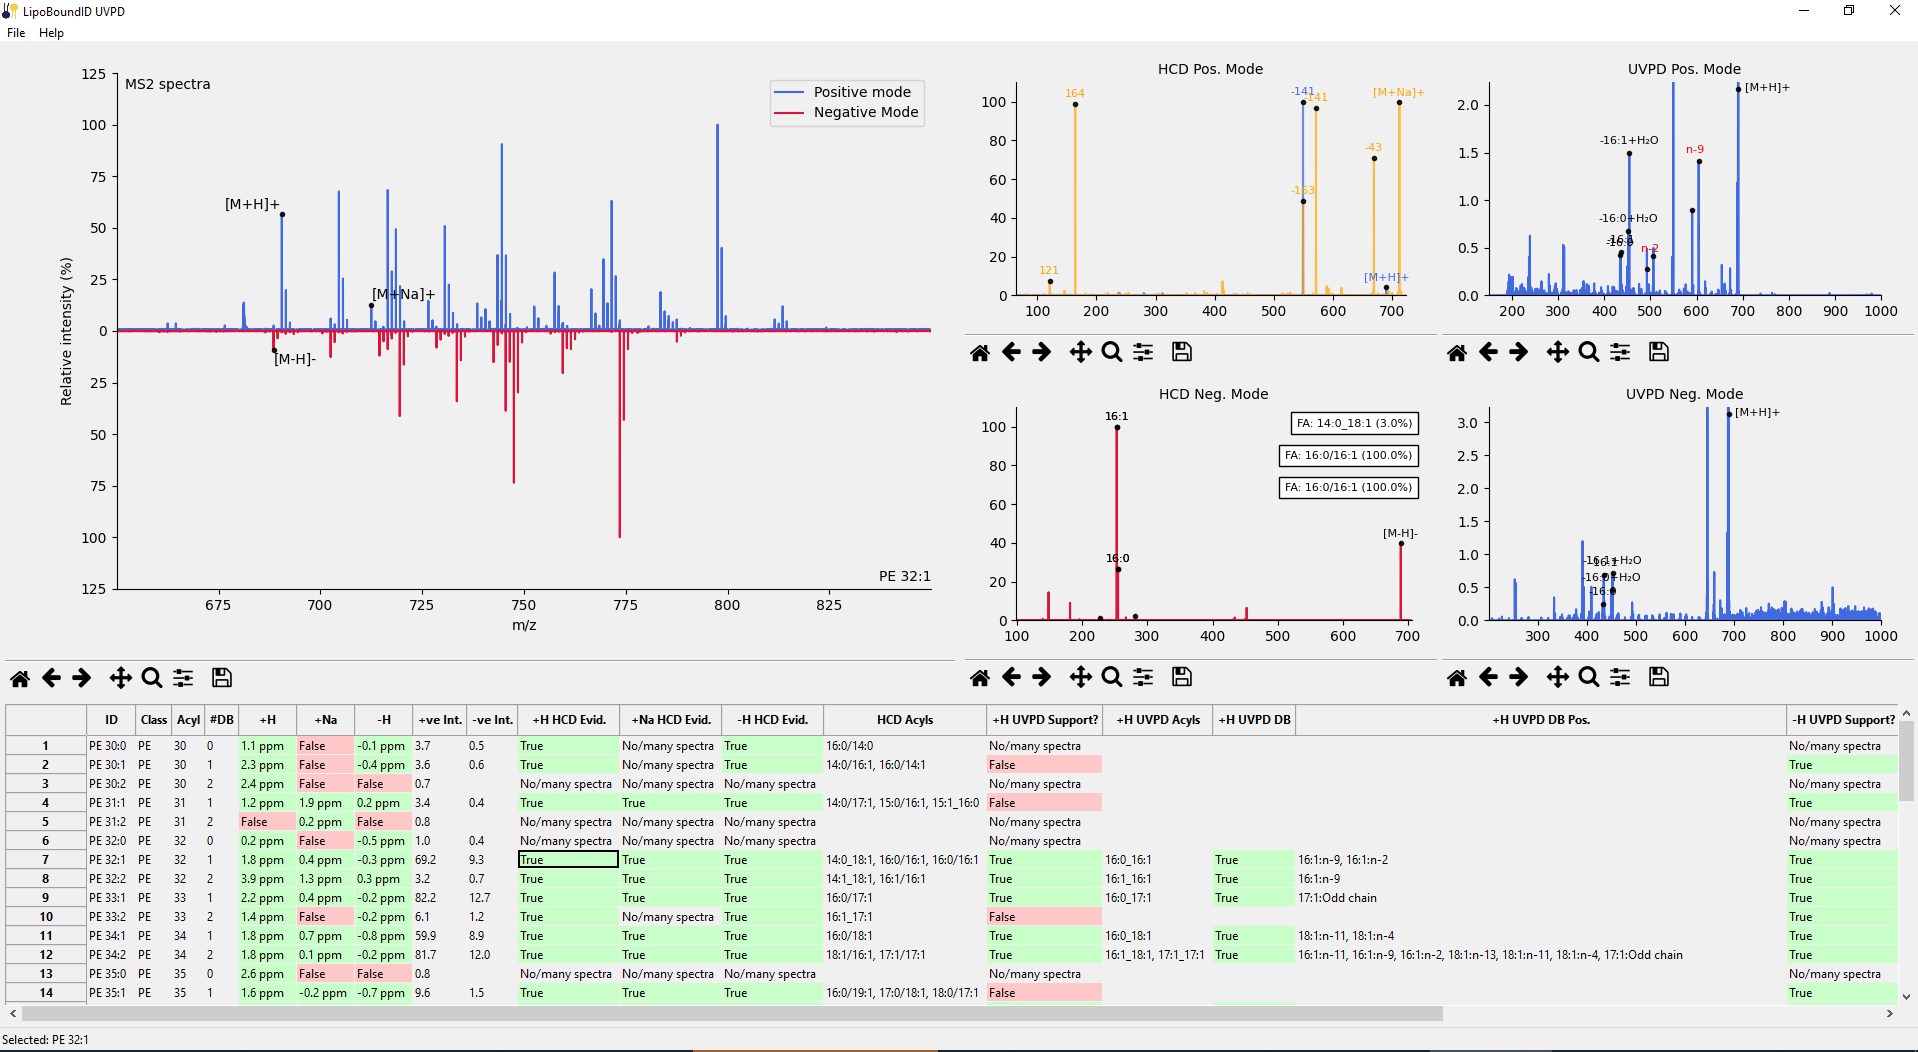 LipoBoundID UVPD
File Help
MS2 spectra
Positive mode
Negative Mode
125
100
75
50
25
0
25
50
75
100
125
Relative intensity (%)
[M+H]+
[M+Na]+
[M-H]-
PE 32:1
675 700 725 750 775 800 825
m/z
HCD Pos. Mode
100
80
60
40
20
0
164
-141
-141
[M+Na]+
-43
-163
121
[M+H]+
100 200 300 400 500 600 700
UVPD Pos. Mode
2.0
1.5
1.0
0.5
0.0
[M+H]+
-16:1+H₂O
n-9
-16:0+H₂O
-16:1
-16:0
n-2
200 300 400 500 600 700 800 900 1000
HCD Neg. Mode
100
80
60
40
20
0
16:1
FA: 14:0_18:1 (3.0%)
FA: 16:0/16:1 (100.0%)
FA: 16:0/16:1 (100.0%)
[M-H]-
16:0
100 200 300 400 500 600 700
UVPD Neg. Mode
3.0
2.5
2.0
1.5
1.0
0.5
0.0
[M+H]+
-16:1+H₂O
-16:1
-16:0+H₂O
-16:0
300 400 500 600 700 800 900 1000
ID Class Acyl #DB +H +Na -H +ve Int. -ve Int. +H HCD Evid. +Na HCD Evid. -H HCD Evid. HCD Acyls +H UVPD Support? +H UVPD Acyls +H UVPD DB +H UVPD DB Pos. -H UVPD Support?
1 PE 30:0 PE 30 0 1.1 ppm False -0.1 ppm 3.7 0.5 True No/many spectra True 16:0/14:0 No/many spectra No/many spectra
2 PE 30:1 PE 30 1 2.3 ppm False -0.4 ppm 3.6 0.6 True No/many spectra True 14:0/16:1, 16:0/14:1 False True
3 PE 30:2 PE 30 2 2.4 ppm False False 0.7 No/many spectra No/many spectra No/many spectra No/many spectra No/many spectra
4 PE 31:1 PE 31 1 1.2 ppm 1.9 ppm 0.2 ppm 3.4 0.4 True True True 14:0/17:1, 15:0/16:1, 15:1_16:0 False True
5 PE 31:2 PE 31 2 False 0.2 ppm False 0.8 No/many spectra No/many spectra No/many spectra No/many spectra No/many spectra
6 PE 32:0 PE 32 0 0.2 ppm False -0.5 ppm 1.0 0.4 No/many spectra No/many spectra No/many spectra No/many spectra No/many spectra
7 PE 32:1 PE 32 1 1.8 ppm 0.4 ppm -0.3 ppm 69.2 9.3 True True True 14:0_18:1, 16:0/16:1, 16:0/16:1 True 16:0_16:1 True 16:1:n-9, 16:1:n-2 True
8 PE 32:2 PE 32 2 3.9 ppm 1.3 ppm 0.3 ppm 3.2 0.7 True True True 14:1_18:1, 16:1/16:1 True 16:1_16:1 True 16:1:n-9 True
9 PE 33:1 PE 33 1 2.2 ppm 0.4 ppm -0.2 ppm 82.2 12.7 True True True 16:0/17:1 True 16:0_17:1 True 17:1:Odd chain True
10 PE 33:2 PE 33 2 1.4 ppm False -0.2 ppm 6.1 1.2 True No/many spectra True 16:1_17:1 False True
11 PE 34:1 PE 34 1 1.8 ppm 0.7 ppm -0.8 ppm 59.9 8.9 True True True 16:0/18:1 True 16:0_18:1 True 18:1:n-11, 18:1:n-4 True
12 PE 34:2 PE 34 2 1.8 ppm 0.1 ppm -0.2 ppm 81.7 12.0 True True True 18:1/16:1, 17:1/17:1 True 16:1_18:1, 17:1_17:1 True 16:1:n-11, 16:1:n-9, 16:1:n-2, 18:1:n-13, 18:1:n-11, 18:1:n-4, 17:1:Odd chain True
13 PE 35:0 PE 35 0 2.6 ppm False False 0.8 No/many spectra No/many spectra No/many spectra No/many spectra No/many spectra
14 PE 35:1 PE 35 1 1.6 ppm -0.2 ppm -0.7 ppm 9.6 1.5 True True True 16:0/19:1, 17:0/18:1, 18:0/17:1 False True
Selected: PE 32:1